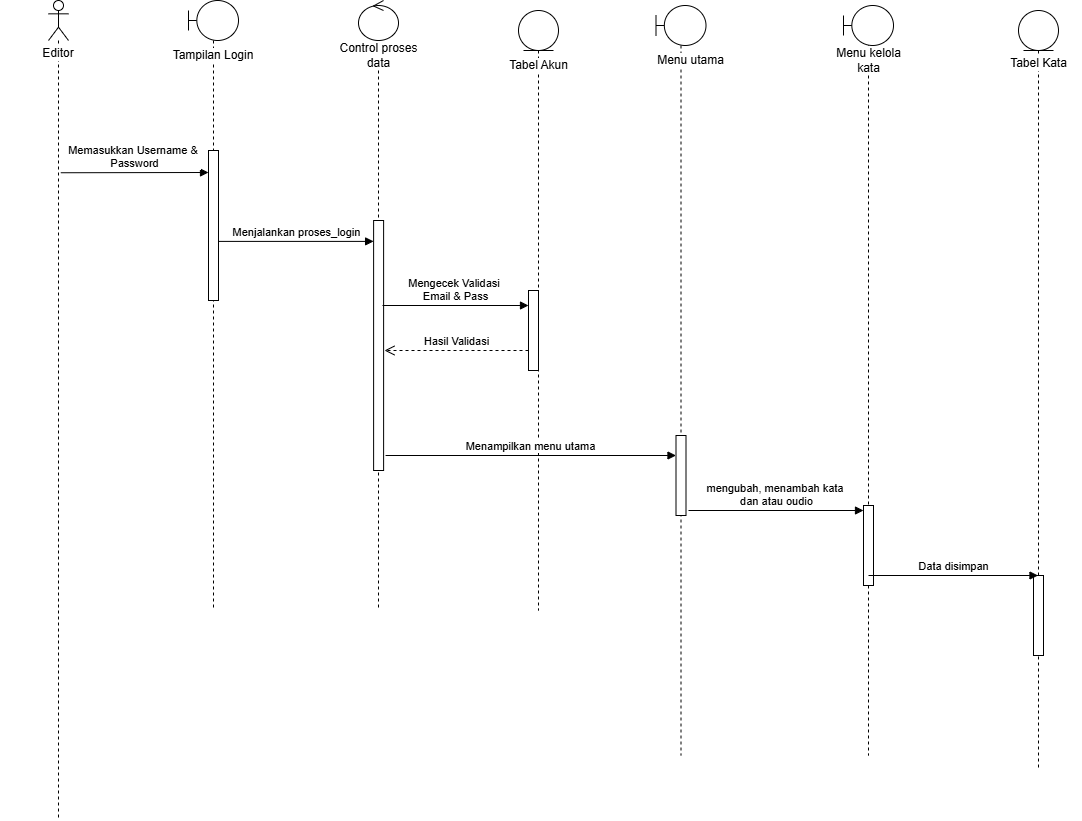 Editor
Tampilan Login
Control proses
data
Tabel Akun
Menu utama
Menu kelola
kata
Tabel Kata
Memasukkan Username &
Password
Menjalankan proses_login
Mengecek Validasi
Email & Pass
Hasil Validasi
Menampilkan menu utama
mengubah, menambah kata
dan atau oudio
Data disimpan